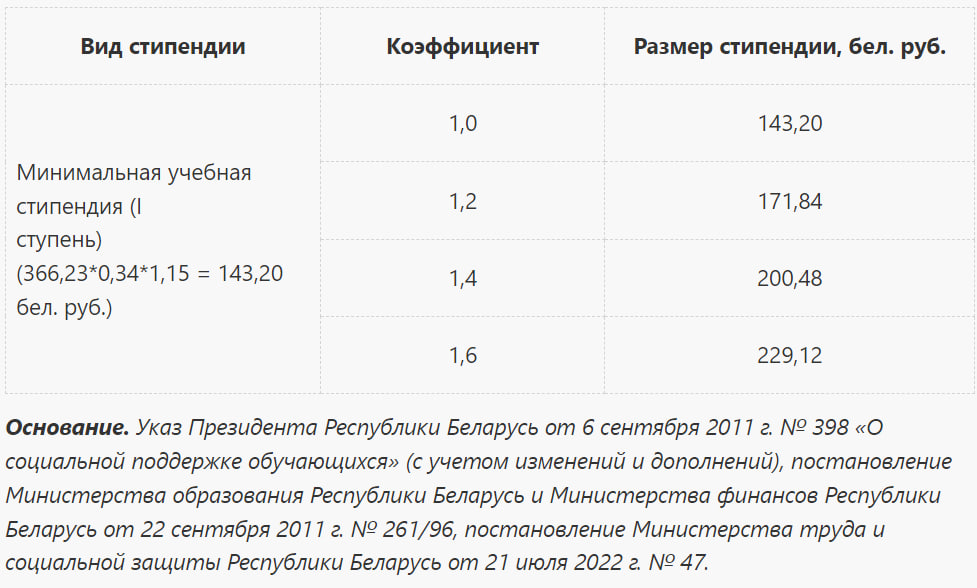 Вид стипендии Коэффициент Размер стипендии, бел. руб.
1,0 143,20
Минимальная учебная
стипендия (I
ступень)
(366,23*0,34*1,15 = 143,20
бел. руб.)
1,2 171,84
1,4 200,48
1,6 229,12
Основание. Указ Президента Республики Беларусь от 6 сентября 2011 г. № 398 «О
социальной поддержке обучающихся» (с учетом изменений и дополнений), постановление
Министерства образования Республики Беларусь и Министерства финансов Республики
Беларусь от 22 сентября 2011 г. № 261/96, постановление Министерства труда и
социальной защиты Республики Беларусь от 21 июля 2022 г. № 47.